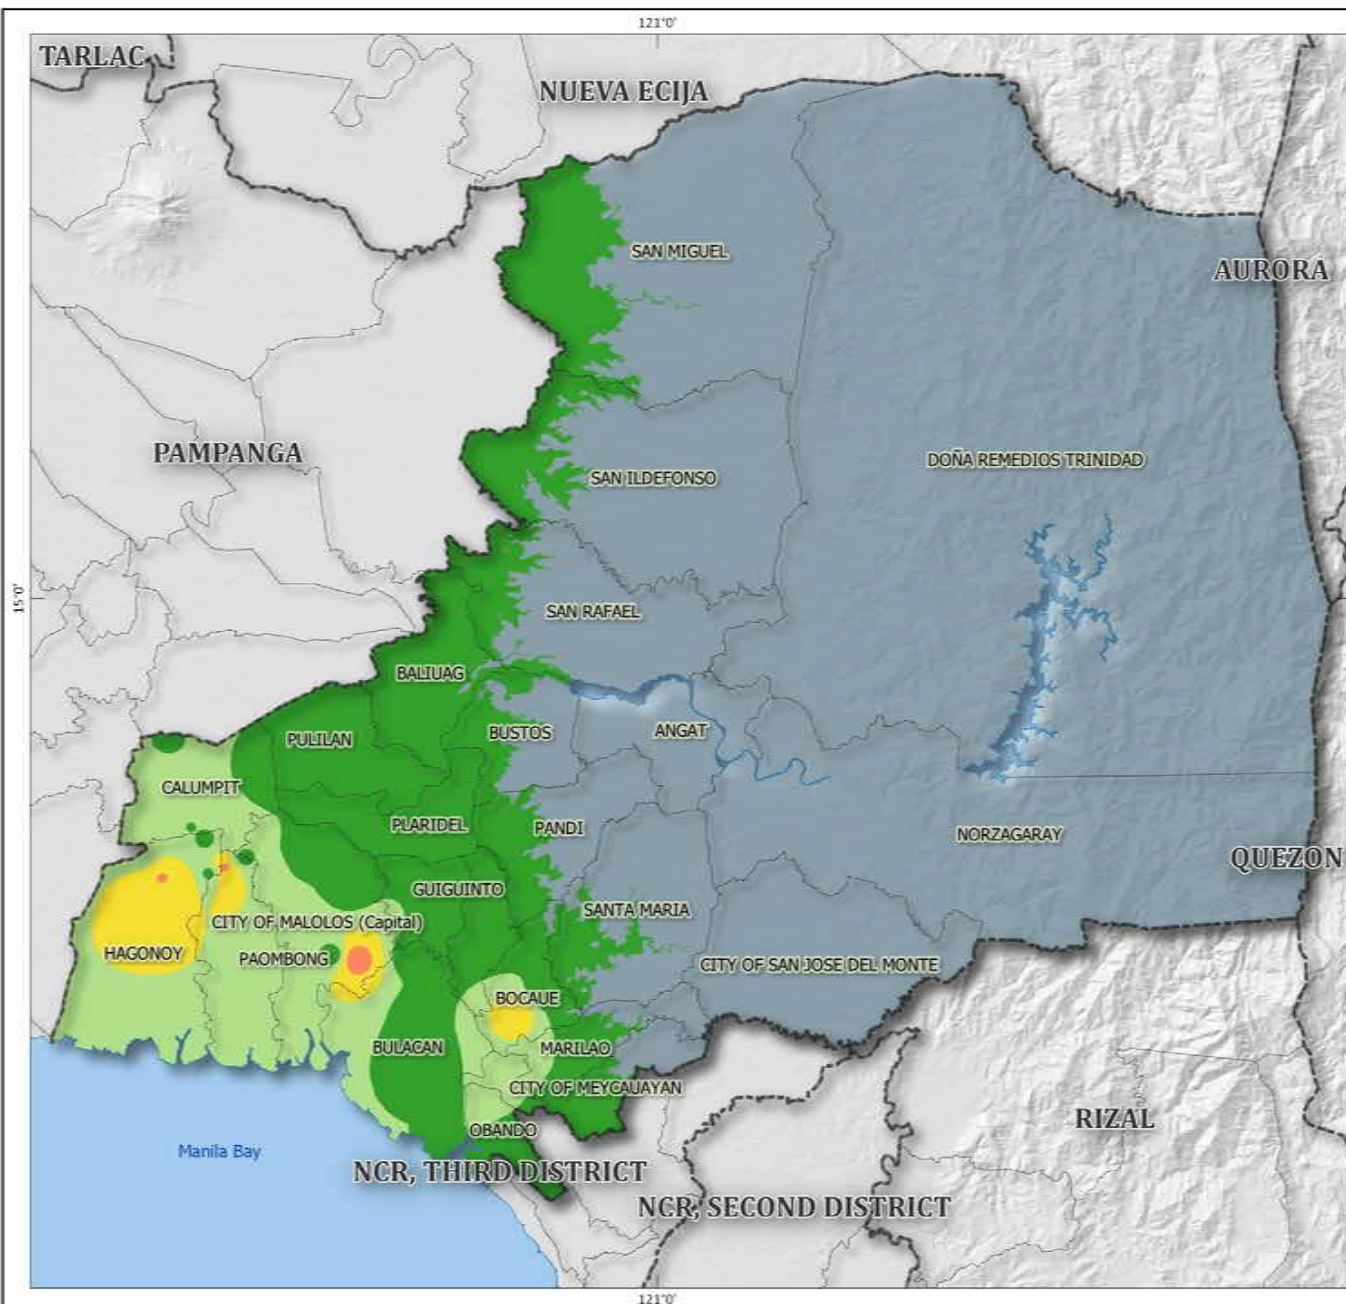 121°0'
TARLAC
NUEVA ECIJA
SAN MIGUEL
AURORA
PAMPANGA
DOÑA REMEDIOS TRINIDAD
SAN ILDEFONSO
15°0'
SAN RAFAEL
BALIUAG
BUSTOS
ANGAT
PULILAN
CALUMPIT
PLARIDEL
PANDI
NORZAGARAY
QUEZON
GUIGUINTO
SANTA MARIA
CITY OF MALOLOS (Capital)
HAGONOY
PAOMBONG
CITY OF SAN JOSE DEL MONTE
BOCAUE
BULACAN
MARILAO
CITY OF MEYCAUAYAN
RIZAL
OBANDO
Manila Bay
NCR, THIRD DISTRICT
NCR, SECOND DISTRICT
121°0'